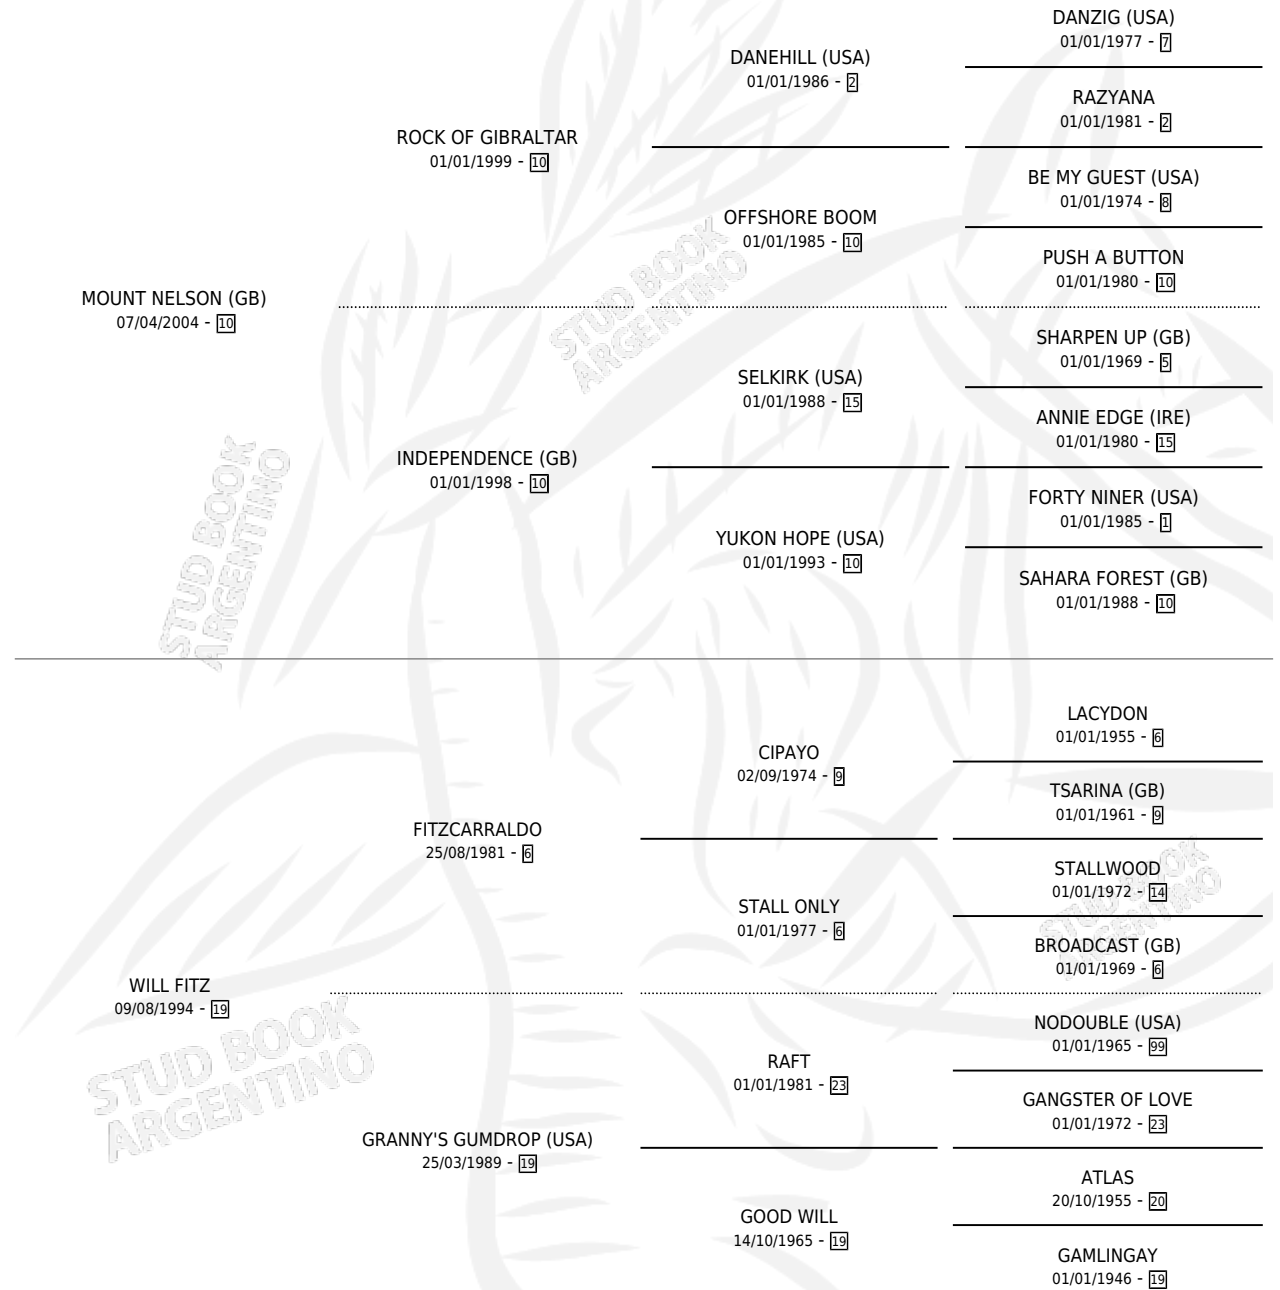 DANZIG (USA)
01/01/1977 - 7
DANEHILL (USA)
01/01/1986 - 2
RAZYANA
01/01/1981 - 2
ROCK OF GIBRALTAR
01/01/1999 - 10
BE MY GUEST (USA)
01/01/1974 - 8
OFFSHORE BOOM
01/01/1985 - 10
PUSH A BUTTON
01/01/1980 - 10
MOUNT NELSON (GB)
07/04/2004 - 10
SHARPEN UP (GB)
01/01/1969 - 5
SELKIRK (USA)
01/01/1988 - 15
ANNIE EDGE (IRE)
01/01/1980 - 15
INDEPENDENCE (GB)
01/01/1998 - 10
FORTY NINER (USA)
01/01/1985 - 1
YUKON HOPE (USA)
01/01/1993 - 10
SAHARA FOREST (GB)
01/01/1988 - 10
LACYDON
01/01/1955 - 6
CIPAYO
02/09/1974 - 9
TSARINA (GB)
01/01/1961 - 9
FITZCARRALDO
25/08/1981 - 6
STALLWOOD
01/01/1972 - 14
STALL ONLY
01/01/1977 - 6
BROADCAST (GB)
01/01/1969 - 6
WILL FITZ
09/08/1994 - 19
NODOUBLE (USA)
01/01/1965 - 99
RAFT
01/01/1981 - 23
GANGSTER OF LOVE
01/01/1972 - 23
GRANNY'S GUMDROP (USA)
25/03/1989 - 19
ATLAS
20/10/1955 - 20
GOOD WILL
14/10/1965 - 19
GAMLINGAY
01/01/1946 - 19
STUD BOOK
ARGENTINO
STUD BOOK
ARGENTINO
STUD BOOK
ARGENTINO
STUD BOOK
ARGENTINO